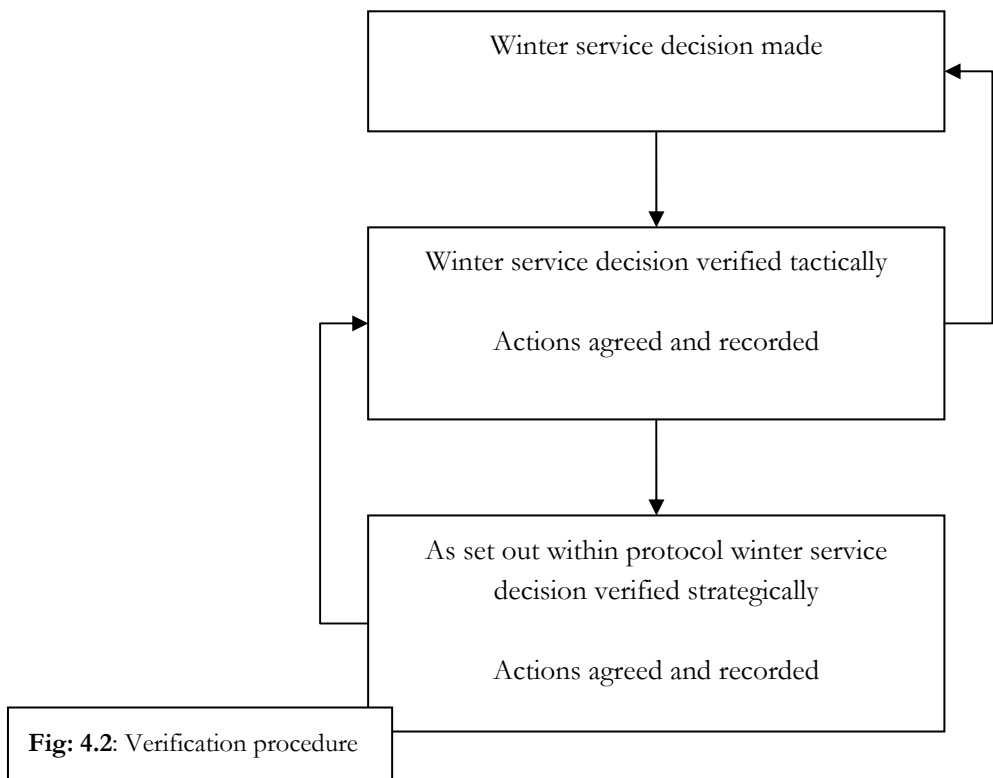 Winter service decision made
Winter service decision verified tactically
Actions agreed and recorded
As set out within protocol winter service
decision verified strategically
Actions agreed and recorded
Fig: 4.2: Verification procedure